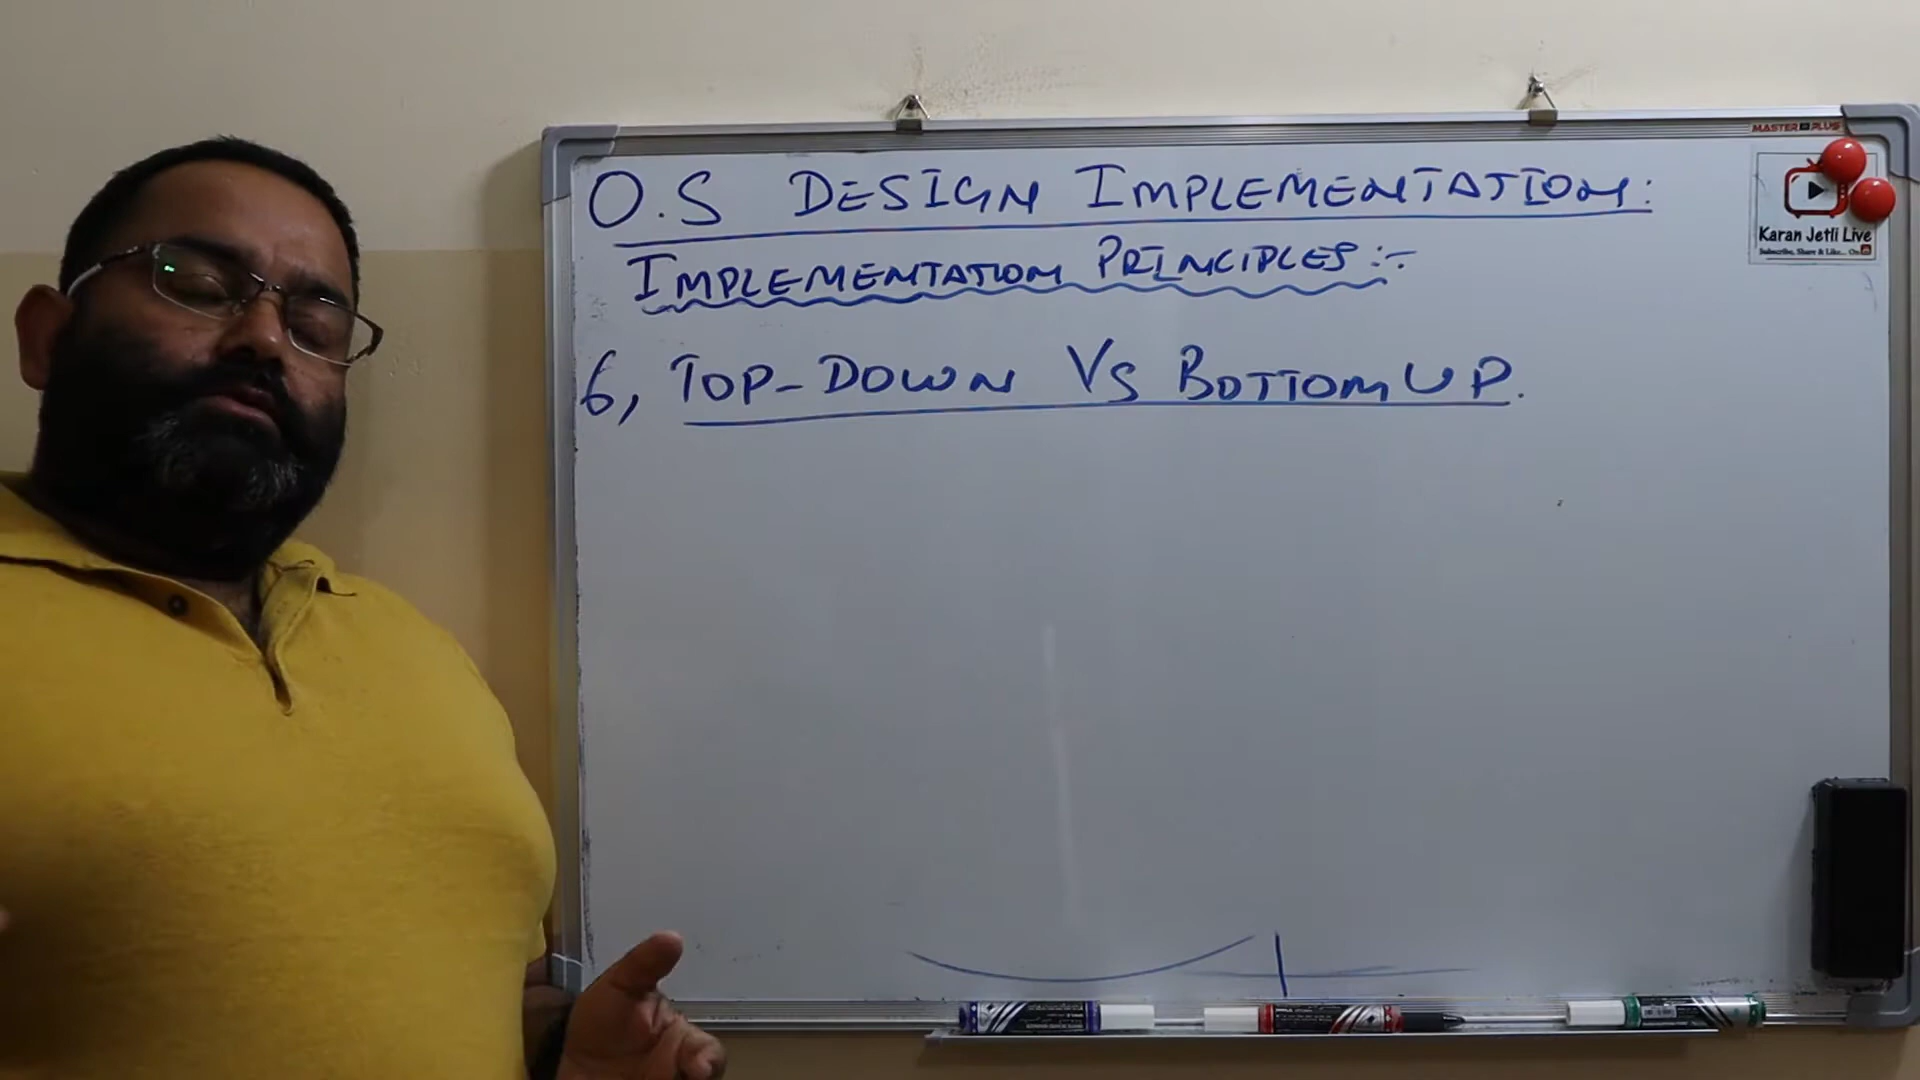 MASTER PLUS
O.S DESIGN IMPLEMENTATION:
Karan Jetli Live
Subscribe, Share & Like... On
IMPLEMENTATION PRINCIPLES:-
6, TOP-DOWN VS BOTTOM UP.